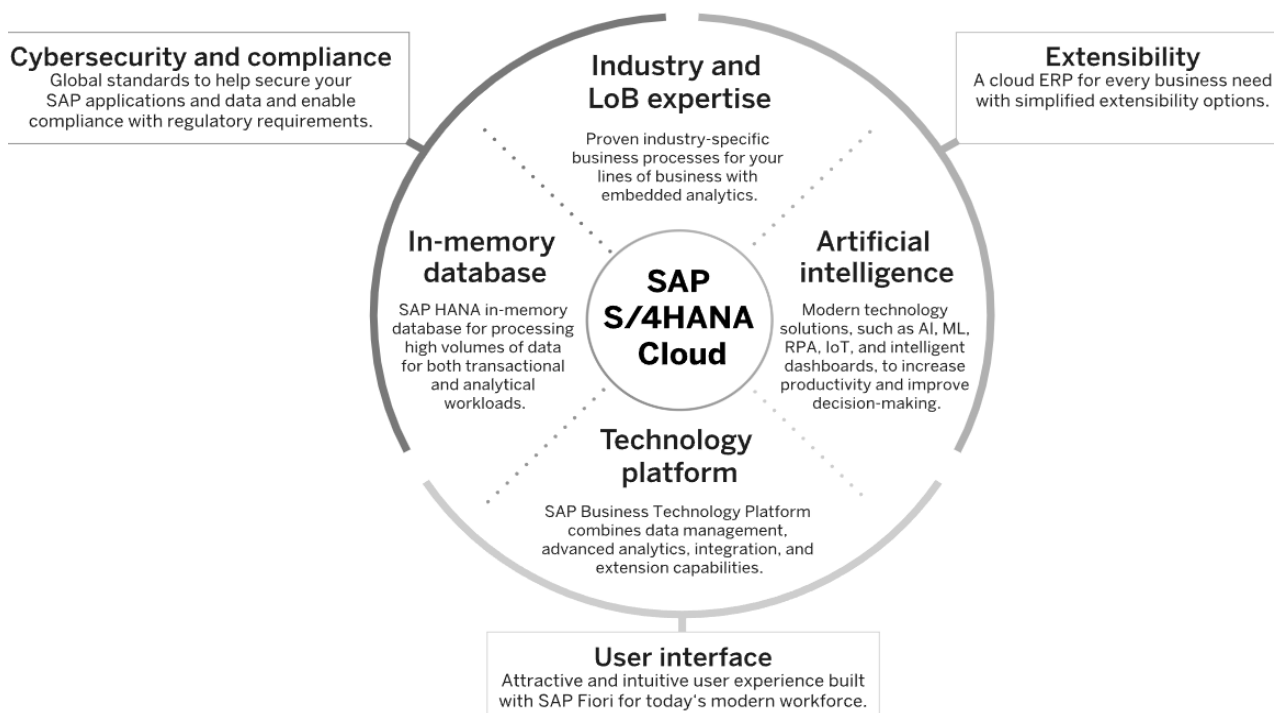 Cybersecurity and compliance
Global standards to help secure your
SAP applications and data and enable
compliance with regulatory requirements.
Industry and
LoB expertise
Proven industry-specific
business processes for your
lines of business with
embedded analytics.
Extensibility
A cloud ERP for every business need
with simplified extensibility options.
In-memory
database
SAP HANA in-memory
database for processing
high volumes of data
for both transactional
and analytical
workloads.
SAP
S/4HANA
Cloud
Artificial
intelligence
Modern technology
solutions, such as AI, ML,
RPA, IoT, and intelligent
dashboards, to increase
productivity and improve
decision-making.
Technology
platform
SAP Business Technology Platform
combines data management,
advanced analytics, integration, and
extension capabilities.
User interface
Attractive and intuitive user experience built
with SAP Fiori for today's modern workforce.